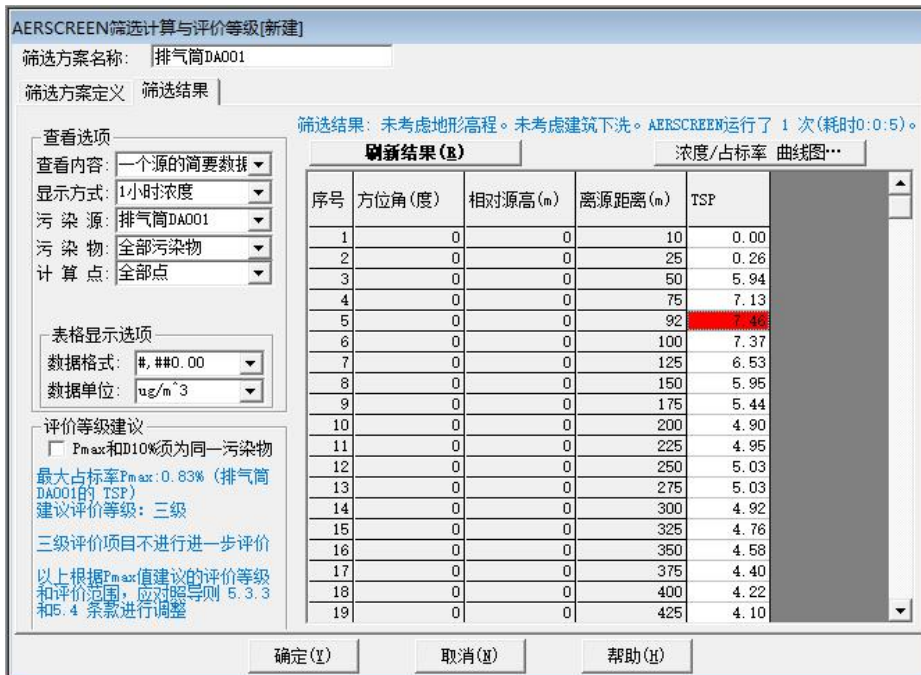 AERSCREEN筛选计算与评价等级[新建]
筛选方案名称: 排气筒DA001
筛选方案定义 筛选结果
筛选结果: 未考虑地形高程。未考虑建筑下洗。AERSCREEN运行了 1 次(耗时0:0:5)。
查看选项
查看内容: 一个源的简要数据
显示方式: 1小时浓度
污 染 源: 排气筒DA001
污 染 物: 全部污染物
计 算 点: 全部点
表格显示选项
数据格式: #,##0.00
数据单位: ug/m^3
评价等级建议
Pmax和D10%须为同一污染物
最大占标率Pmax:0.83% (排气筒
DA001的 TSP)
建议评价等级: 三级
三级评价项目不进行进一步评价
以上根据Pmax值建议的评价等级
和评价范围，应对照导则 5.3.3
和5.4 条款进行调整
刷新结果(R) 浓度/占标率 曲线图…
序号 方位角(度) 相对源高(m) 离源距离(m) TSP
1 0 0 10 0.00
2 0 0 25 0.26
3 0 0 50 5.94
4 0 0 75 7.13
5 0 0 92 7.46
6 0 0 100 7.37
7 0 0 125 6.53
8 0 0 150 5.95
9 0 0 175 5.44
10 0 0 200 4.90
11 0 0 225 4.95
12 0 0 250 5.03
13 0 0 275 5.03
14 0 0 300 4.92
15 0 0 325 4.76
16 0 0 350 4.58
17 0 0 375 4.40
18 0 0 400 4.22
19 0 0 425 4.10
确定(Y) 取消(N) 帮助(H)